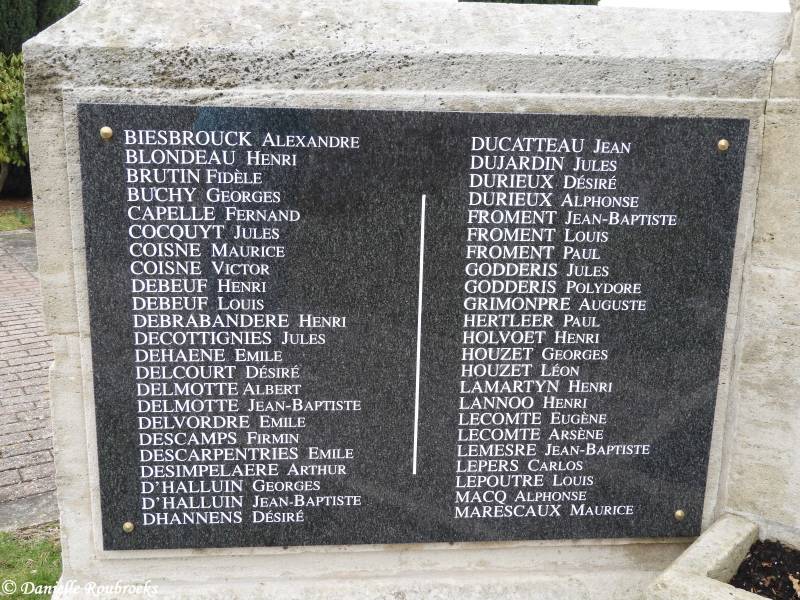 BIESBROUCK ALEXANDRE
BLONDEAU HENRI
BRUTIN FIDÈLE
BUCHY GEORGES
CAPELLE FERNAND
COCQUYT JULES
COISNE MAURICE
COISNE VICTOR
DEBEUF HENRI
DEBEUF LOUIS
DEBRABANDERE HENRI
DECOTTIGNIES JULES
DEHAENE EMILE
DELCOURT DÉSIRÉ
DELMOTTE ALBERT
DELMOTTE JEAN-BAPTISTE
DELVORDRE EMILE
DESCAMPS FIRMIN
DESCARPENTRIES EMILE
DESIMPELAERE ARTHUR
D'HALLUIN GEORGES
D'HALLUIN JEAN-BAPTISTE
DHANNENS DÉSIRÉ
DUCATTEAU JEAN
DUJARDIN JULES
DURIEUX DÉSIRÉ
DURIEUX ALPHONSE
FROMENT JEAN-BAPTISTE
FROMENT LOUIS
FROMENT PAUL
GODDERIS JULES
GODDERIS POLYDORE
GRIMONPRE AUGUSTE
HERTLEER PAUL
HOLVOET HENRI
HOUZET GEORGES
HOUZET LÉON
LAMARTYN HENRI
LANNOO HENRI
LECOMTE EUGÈNE
LECOMTE ARSÈNE
LEMESRE JEAN-BAPTISTE
LEPERS CARLOS
LEPOUTRE LOUIS
MACQ ALPHONSE
MARESCAUX MAURICE
© Danielle Roubroeks